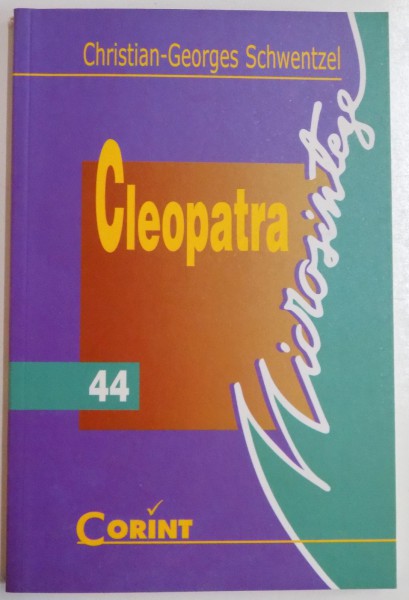 Christian-Georges Schwentzel
Cleopatra
Microsinteze
44
CORINT